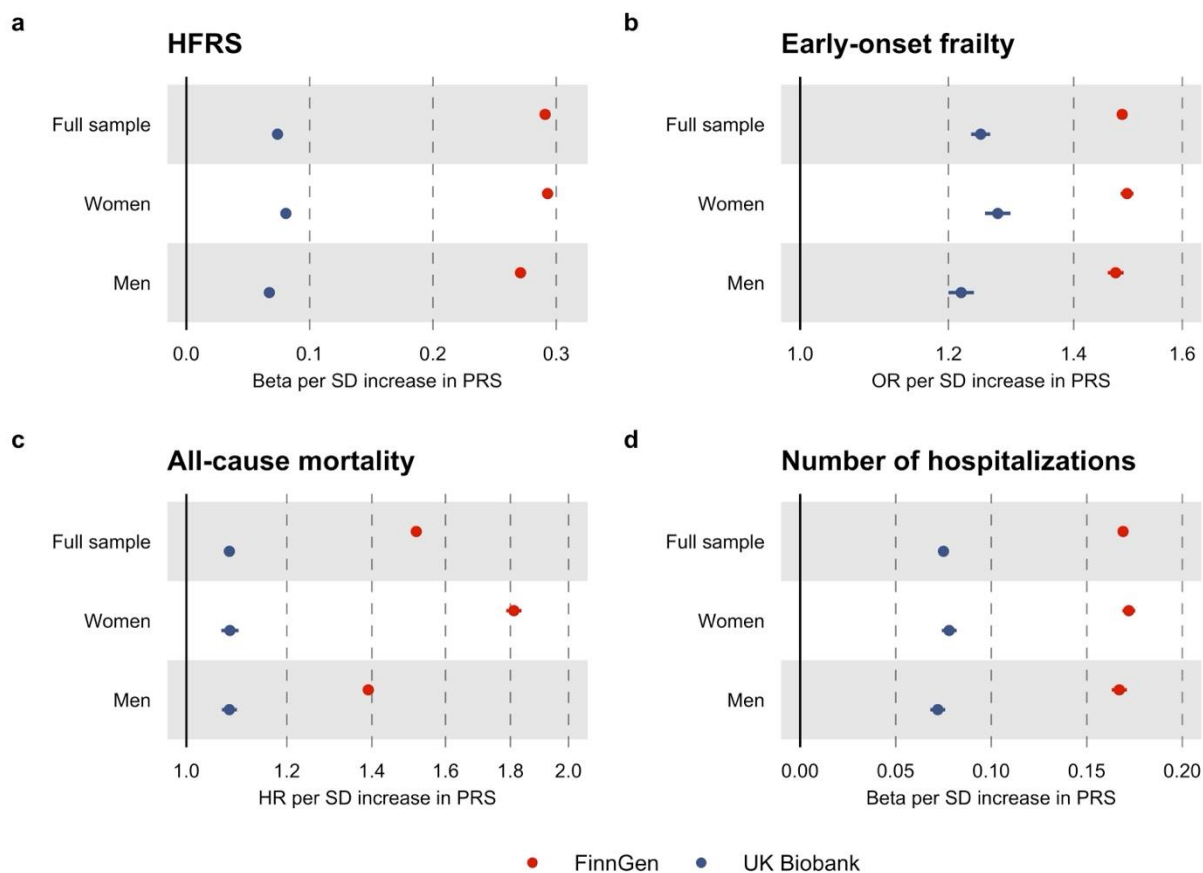 a
HFRS
Full sample
Women
Men
0.0 0.1 0.2 0.3
Beta per SD increase in PRS
b
Early-onset frailty
Full sample
Women
Men
1.0 1.2 1.4 1.6
OR per SD increase in PRS
c
All-cause mortality
Full sample
Women
Men
1.0 1.2 1.4 1.6 1.8 2.0
HR per SD increase in PRS
d
Number of hospitalizations
Full sample
Women
Men
0.00 0.05 0.10 0.15 0.20
Beta per SD increase in PRS
FinnGen UK Biobank